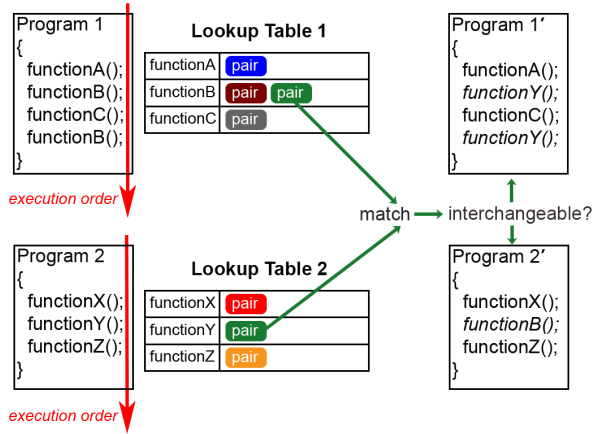 Program 1
{
functionA();
functionB();
functionC();
functionB();
}
execution order
Lookup Table 1
functionA pair
functionB pair pair
functionC pair
Program 1′
{
functionA();
functionY();
functionC();
functionY();
}
match
interchangeable?
Program 2
{
functionX();
functionY();
functionZ();
}
execution order
Lookup Table 2
functionX pair
functionY pair
functionZ pair
Program 2′
{
functionX();
functionB();
functionZ();
}